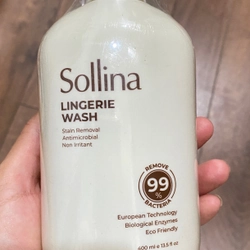 Sollina
LINGERIE
WASH
Stain Removal
Antimicrobial
Non Irritant
REMOVE
99
%
BACTERIA
European Technology
Biological Enzymes
Eco Friendly
400 ml e 13.5 fl oz